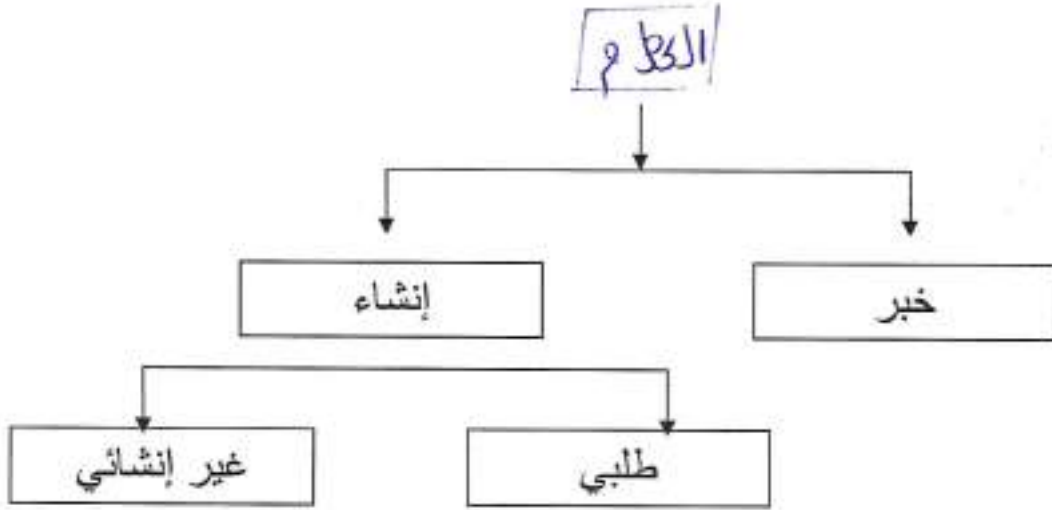 الكلام
خبر
إنشاء
طلبي
غير إنشائي